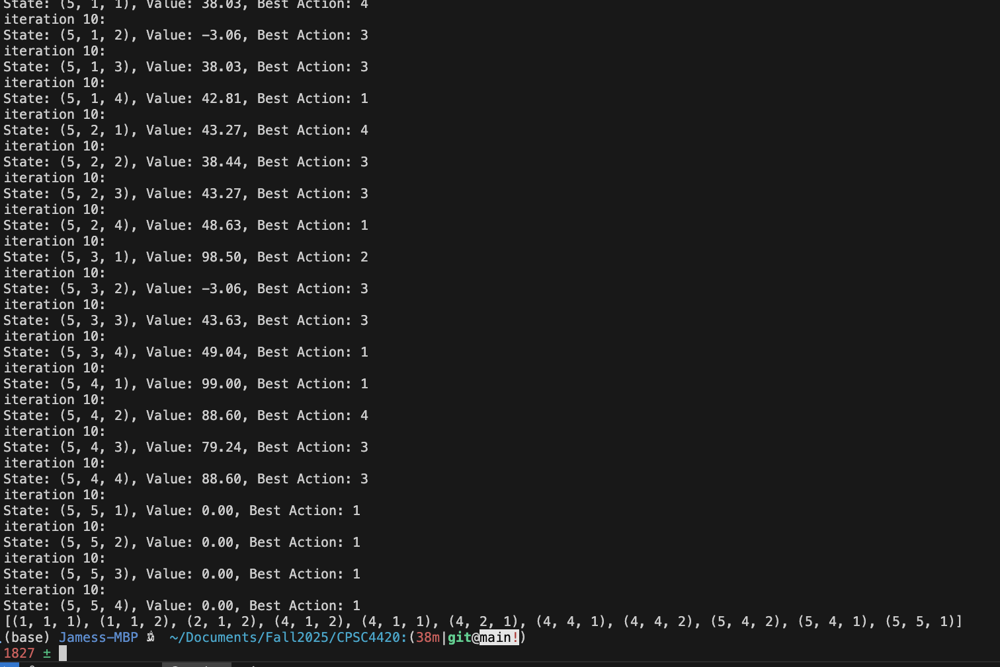 State: (5, 1, 1), Value: 38.03, Best Action: 4
iteration 10:
State: (5, 1, 2), Value: -3.06, Best Action: 3
iteration 10:
State: (5, 1, 3), Value: 38.03, Best Action: 3
iteration 10:
State: (5, 1, 4), Value: 42.81, Best Action: 1
iteration 10:
State: (5, 2, 1), Value: 43.27, Best Action: 4
iteration 10:
State: (5, 2, 2), Value: 38.44, Best Action: 3
iteration 10:
State: (5, 2, 3), Value: 43.27, Best Action: 3
iteration 10:
State: (5, 2, 4), Value: 48.63, Best Action: 1
iteration 10:
State: (5, 3, 1), Value: 98.50, Best Action: 2
iteration 10:
State: (5, 3, 2), Value: -3.06, Best Action: 3
iteration 10:
State: (5, 3, 3), Value: 43.63, Best Action: 3
iteration 10:
State: (5, 3, 4), Value: 49.04, Best Action: 1
iteration 10:
State: (5, 4, 1), Value: 99.00, Best Action: 1
iteration 10:
State: (5, 4, 2), Value: 88.60, Best Action: 4
iteration 10:
State: (5, 4, 3), Value: 79.24, Best Action: 3
iteration 10:
State: (5, 4, 4), Value: 88.60, Best Action: 3
iteration 10:
State: (5, 5, 1), Value: 0.00, Best Action: 1
iteration 10:
State: (5, 5, 2), Value: 0.00, Best Action: 1
iteration 10:
State: (5, 5, 3), Value: 0.00, Best Action: 1
iteration 10:
State: (5, 5, 4), Value: 0.00, Best Action: 1
[(1, 1, 1), (1, 1, 2), (2, 1, 2), (4, 1, 2), (4, 1, 1), (4, 2, 1), (4, 4, 1), (4, 4, 2), (5, 4, 2), (5, 4, 1), (5, 5, 1)]
(base) Jamess-MBP ~/Documents/Fall2025/CPSC4420:(38m|git@main!)
1827 ±